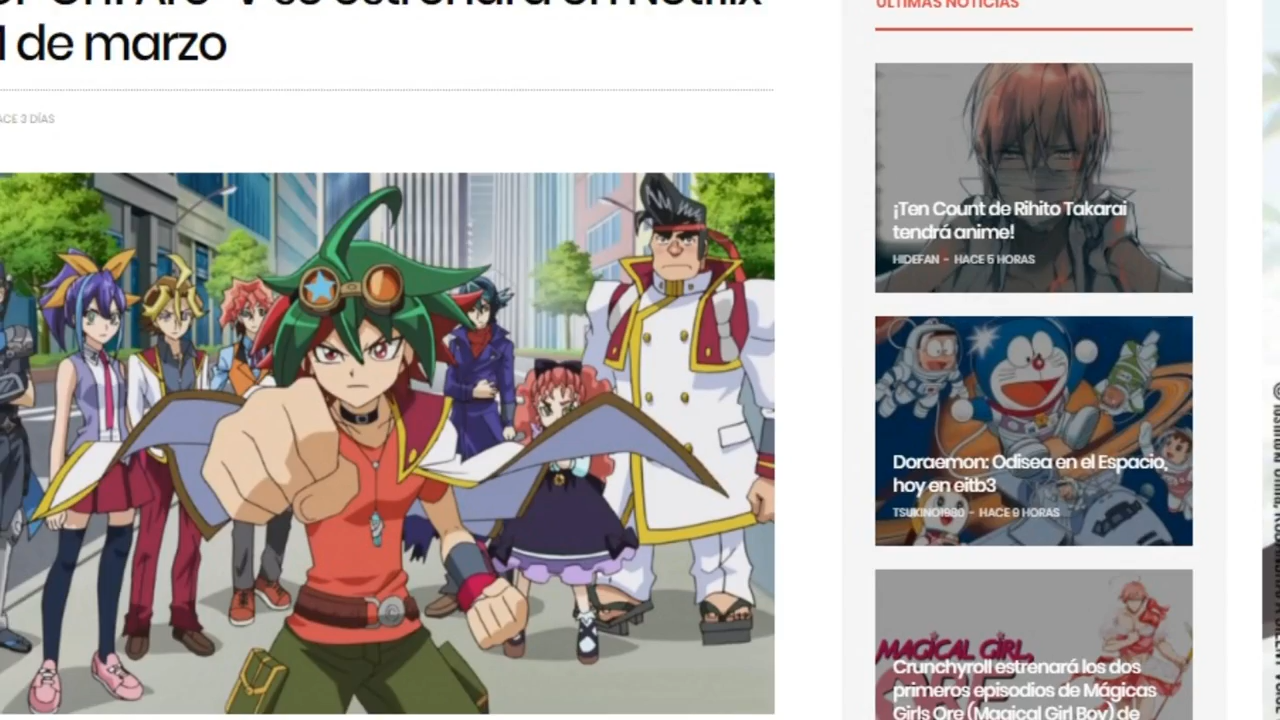 de marzo
HACE 3 DÍAS
ÚLTIMAS NOTICIAS
¡Ten Count de Rihito Takarai
tendrá anime!
HIDEFAN - HACE 5 HORAS
Doraemon: Odisea en el Espacio,
hoy en eitb3
TSUKINO1980 - HACE 9 HORAS
MAGICAL GIRL
Crunchyroll estrenará los dos
primeros episodios de Mágicas
Girls Ore (Magical Girl Boy) de